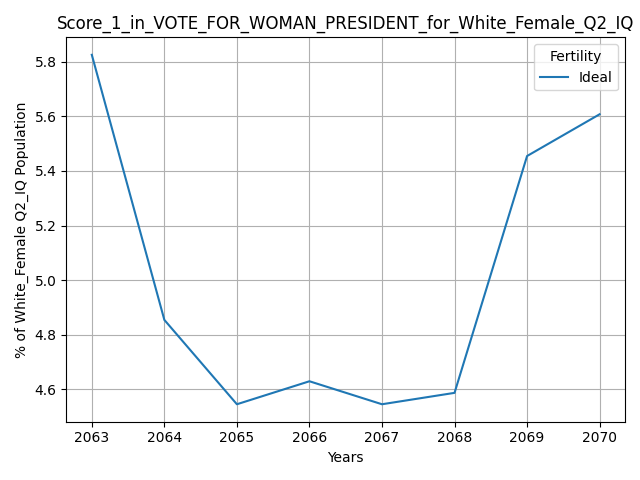 Score_1_in_VOTE_FOR_WOMAN_PRESIDENT_for_White_Female_Q2_IQ
Fertility
Ideal
% of White_Female Q2_IQ Population
5.8
5.6
5.4
5.2
5.0
4.8
4.6
2063 2064 2065 2066 2067 2068 2069 2070
Years